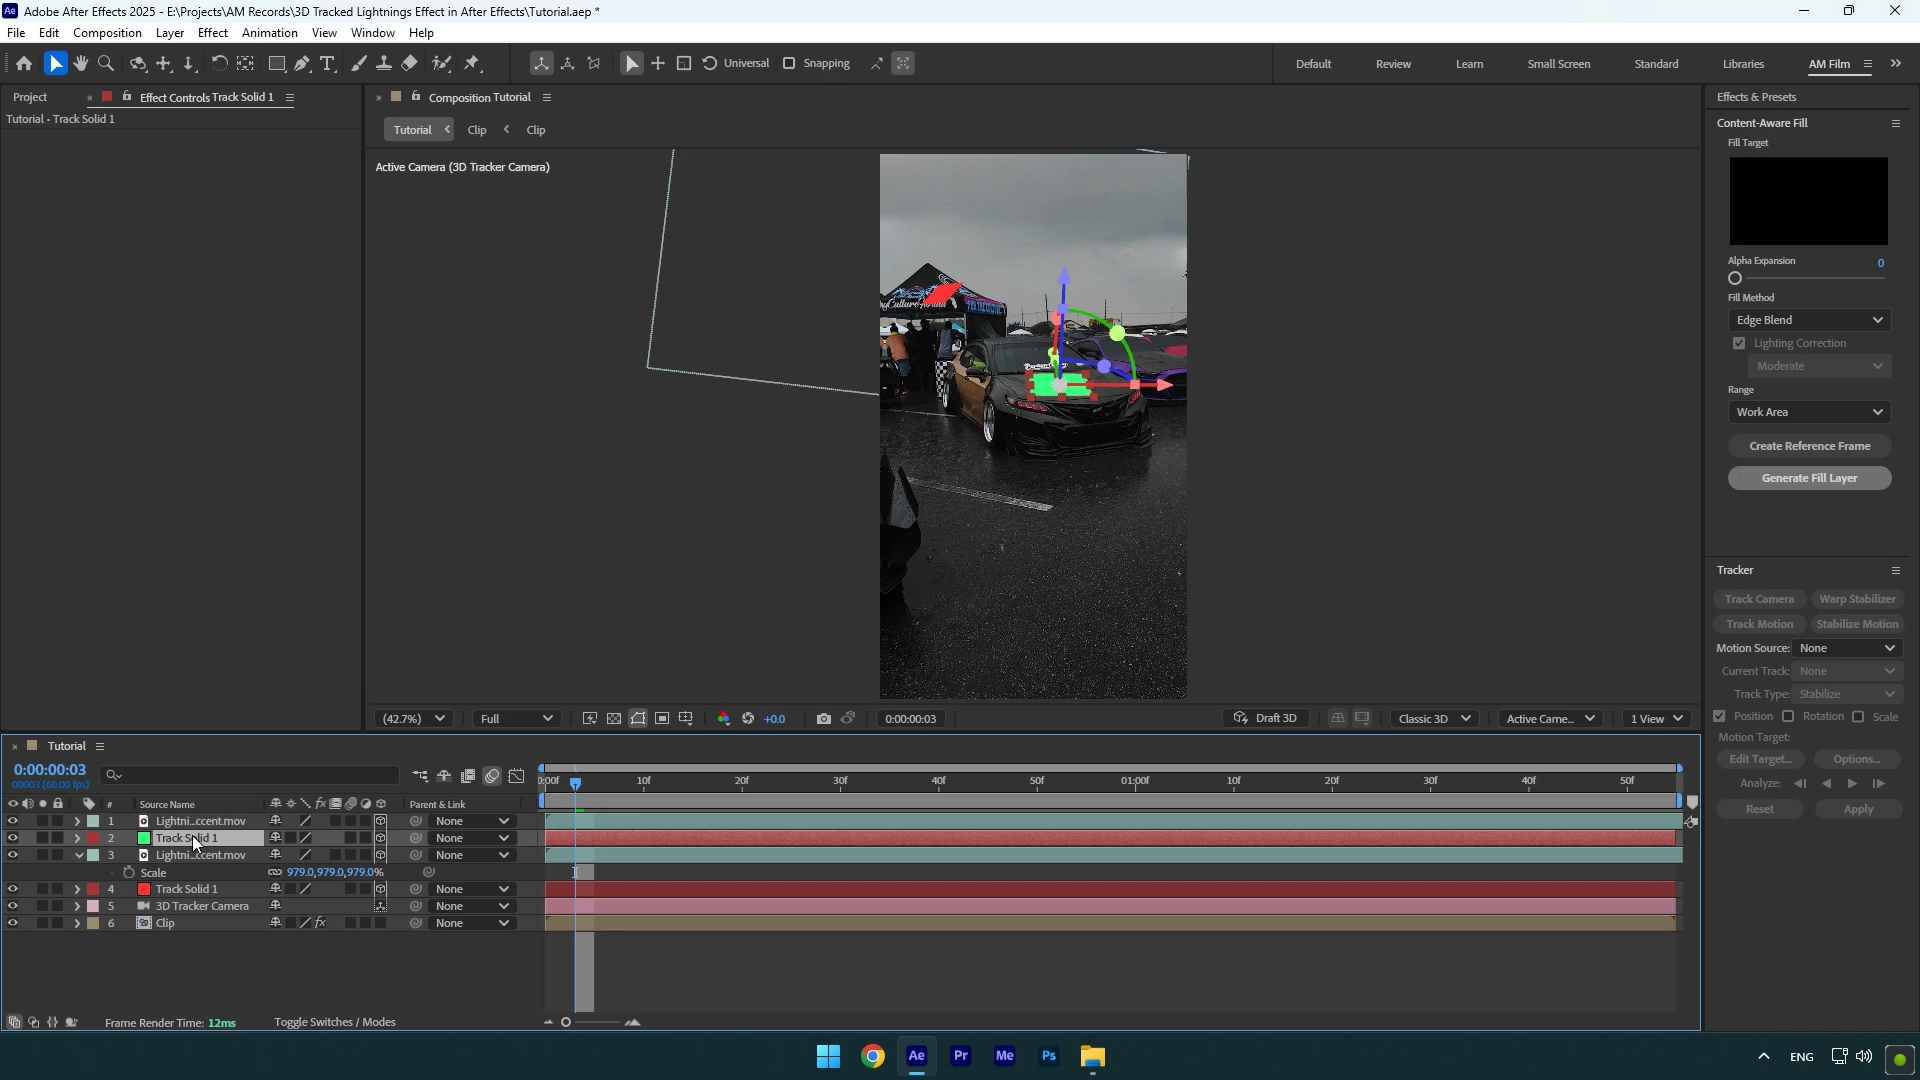 Adobe After Effects 2025 - E:\Projects\AM Records\3D Tracked Lightnings Effect in After Effects\Tutorial.aep *
File Edit Composition Layer Effect Animation View Window Help
Universal Snapping Default Review Learn Small Screen Standard Libraries AM Film
Project Effect Controls Track Solid 1
Tutorial • Track Solid 1
Composition Tutorial
Tutorial Clip Clip
Active Camera (3D Tracker Camera)
(42.7%) Full +0.0 0:00:00:03 Draft 3D Classic 3D Active Came... 1 View
Effects & Presets
Content-Aware Fill
Fill Target
Alpha Expansion 0
Fill Method
Edge Blend
Lighting Correction
Moderate
Range
Work Area
Create Reference Frame
Generate Fill Layer
Tracker
Track Camera Warp Stabilizer
Track Motion Stabilize Motion
Motion Source: None
Current Track: None
Track Type: Stabilize
Position Rotation Scale
Motion Target:
Edit Target... Options...
Analyze:
Reset Apply
Tutorial
0:00:00:03
00003 (60.00 fps)
0:00f 10f 20f 30f 40f 50f 01:00f 10f 20f 30f 40f 50f
# Source Name fx Parent & Link
1 Lightni...ccent.mov None
2 Track Solid 1 None
3 Lightni...ccent.mov None
Scale 979.0,979.0,979.0%
4 Track Solid 1 None
5 3D Tracker Camera None
6 Clip fx None
Frame Render Time: 12ms Toggle Switches / Modes
Ae Pr Me Ps ENG